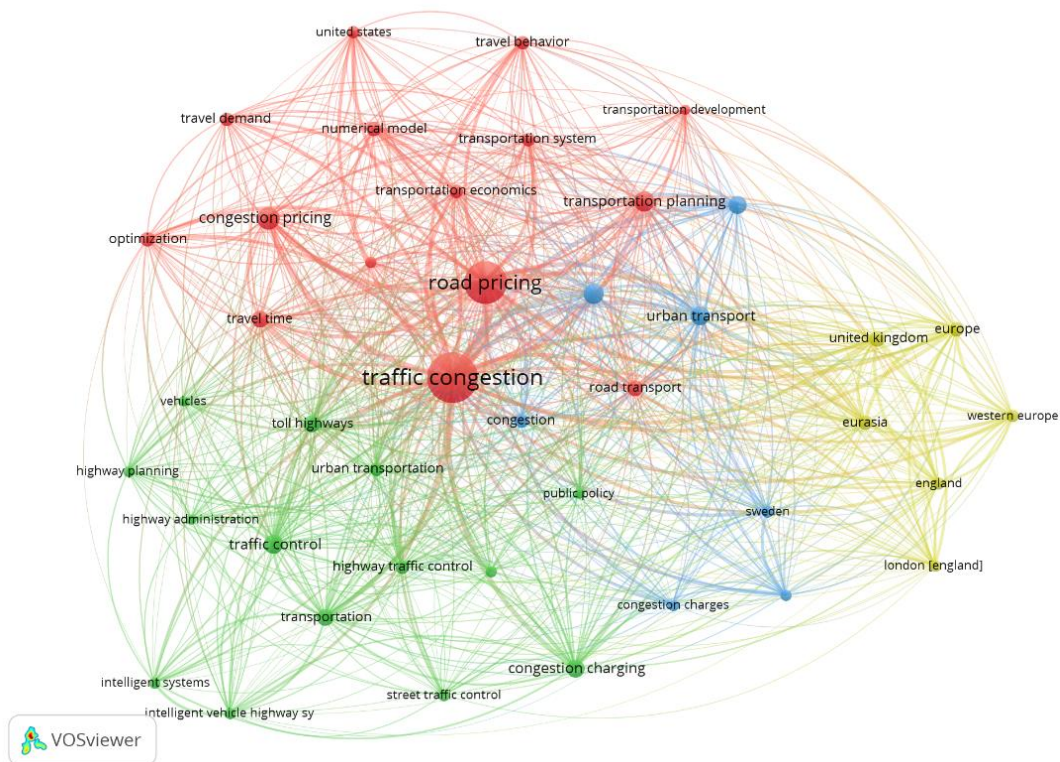 united states
travel behavior
transportation development
travel demand
numerical model
transportation system
transportation economics
transportation planning
congestion pricing
optimization
road pricing
urban transport
travel time
europe
united kingdom
traffic congestion
road transport
vehicles
western europe
toll highways
congestion
eurasia
urban transportation
highway planning
england
public policy
sweden
highway administration
traffic control
highway traffic control
london [england]
congestion charges
transportation
congestion charging
intelligent systems
street traffic control
intelligent vehicle highway sy
VOSviewer